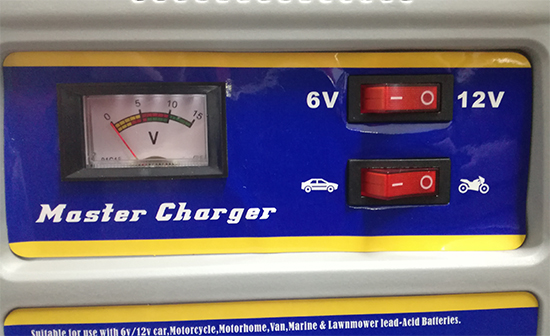 0 5 10 15
V
6V 12V
Master Charger
Suitable for use with 6v/12v car,Motorcycle,Motorhome,Van,Marine & Lawnmower lead-Acid Batteries.